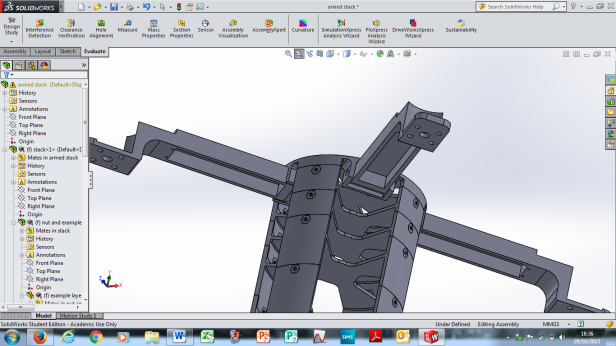 SOLIDWORKS
armed stack *
Search SolidWorks Help
Design Study
Interference Detection
Clearance Verification
Hole Alignment
Measure
Mass Properties
Section Properties
Sensor
Assembly Visualization
AssemblyXpert
Curvature
SimulationXpress Analysis Wizard
FloXpress Analysis Wizard
DriveWorksXpress Wizard
Sustainability
Assembly Layout Sketch Evaluate
armed stack (Default<Disp
History
Sensors
Annotations
Front Plane
Top Plane
Right Plane
Origin
(f) stack<1> (Default<D
Mates in armed stack
History
Sensors
Annotations
Front Plane
Top Plane
Right Plane
Origin
(f) nut and example
Mates in stack
History
Sensors
Annotations
Front Plane
Top Plane
Right Plane
Origin
(f) example laye
Model Motion Study 1
SolidWorks Student Edition - Academic Use Only
Under Defined Editing Assembly MMGS
18:36
29/10/2015